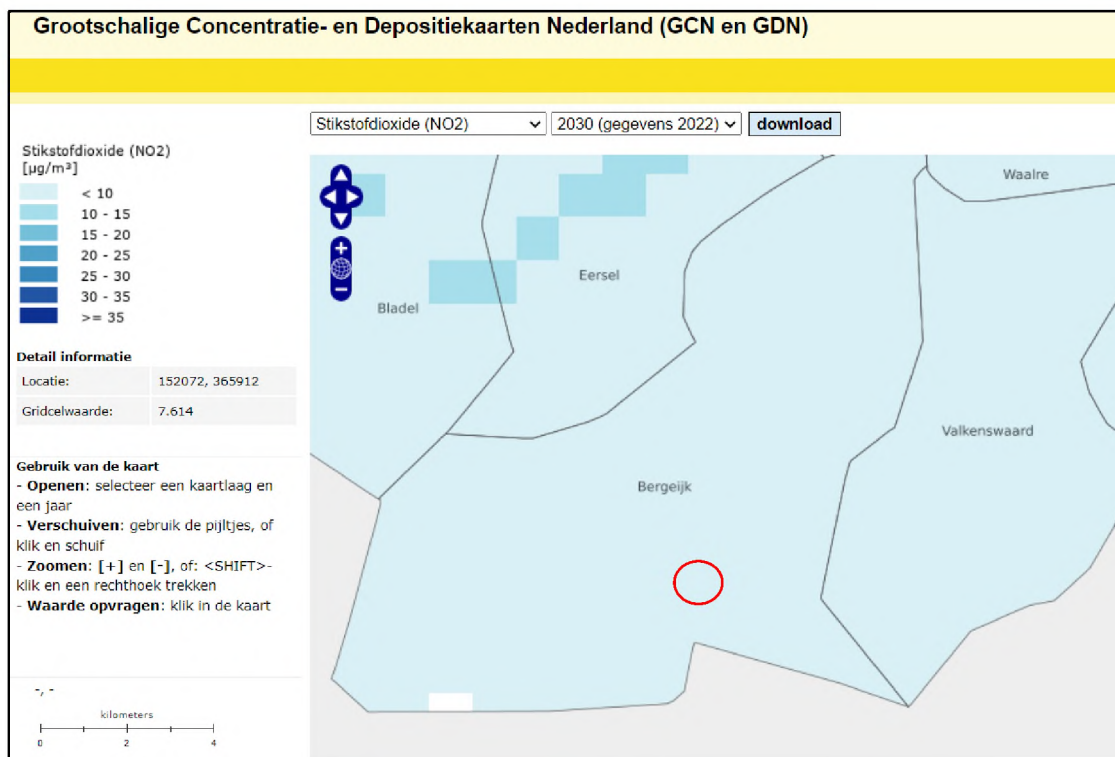 Grootschalige Concentratie- en Depositiekaarten Nederland (GCN en GDN)
Stikstofdioxide (NO2)
2030 (gegevens 2022)
download
Stikstofdioxide (NO2)
[µg/m³]
< 10
10 - 15
15 - 20
20 - 25
25 - 30
30 - 35
>= 35
Detail informatie
Locatie: 152072, 365912
Gridcelwaarde: 7.614
Gebruik van de kaart
- Openen: selecteer een kaartlaag en
een jaar
- Verschuiven: gebruik de pijltjes, of
klik en schuif
- Zoomen: [+] en [-], of: <SHIFT>-
klik en een rechthoek trekken
- Waarde opvragen: klik in de kaart
-, -
kilometers
0 2 4
Waalre
Eersel
Bladel
Valkenswaard
Bergeijk